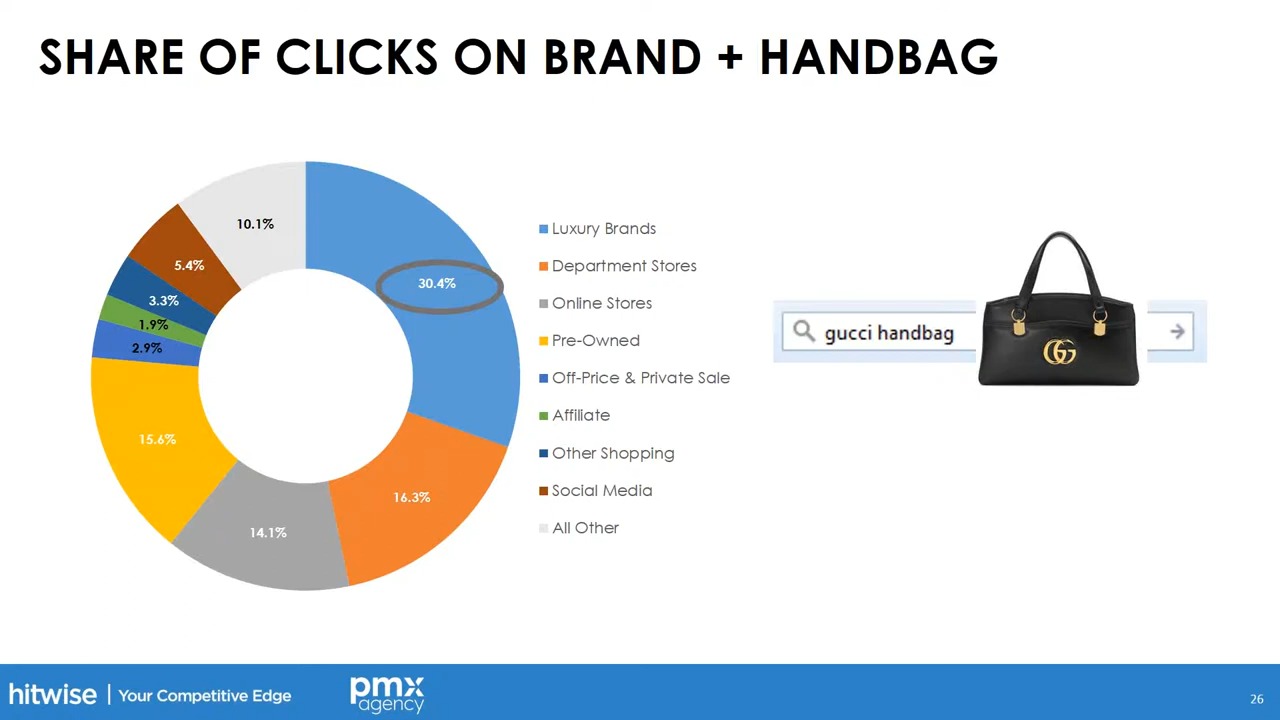 SHARE OF CLICKS ON BRAND + HANDBAG
10.1%
5.4%
3.3%
1.9%
2.9%
15.6%
14.1%
16.3%
30.4%
Luxury Brands
Department Stores
Online Stores
Pre-Owned
Off-Price & Private Sale
Affiliate
Other Shopping
Social Media
All Other
gucci handbag
GG
hitwise | Your Competitive Edge
pmx
agency
26